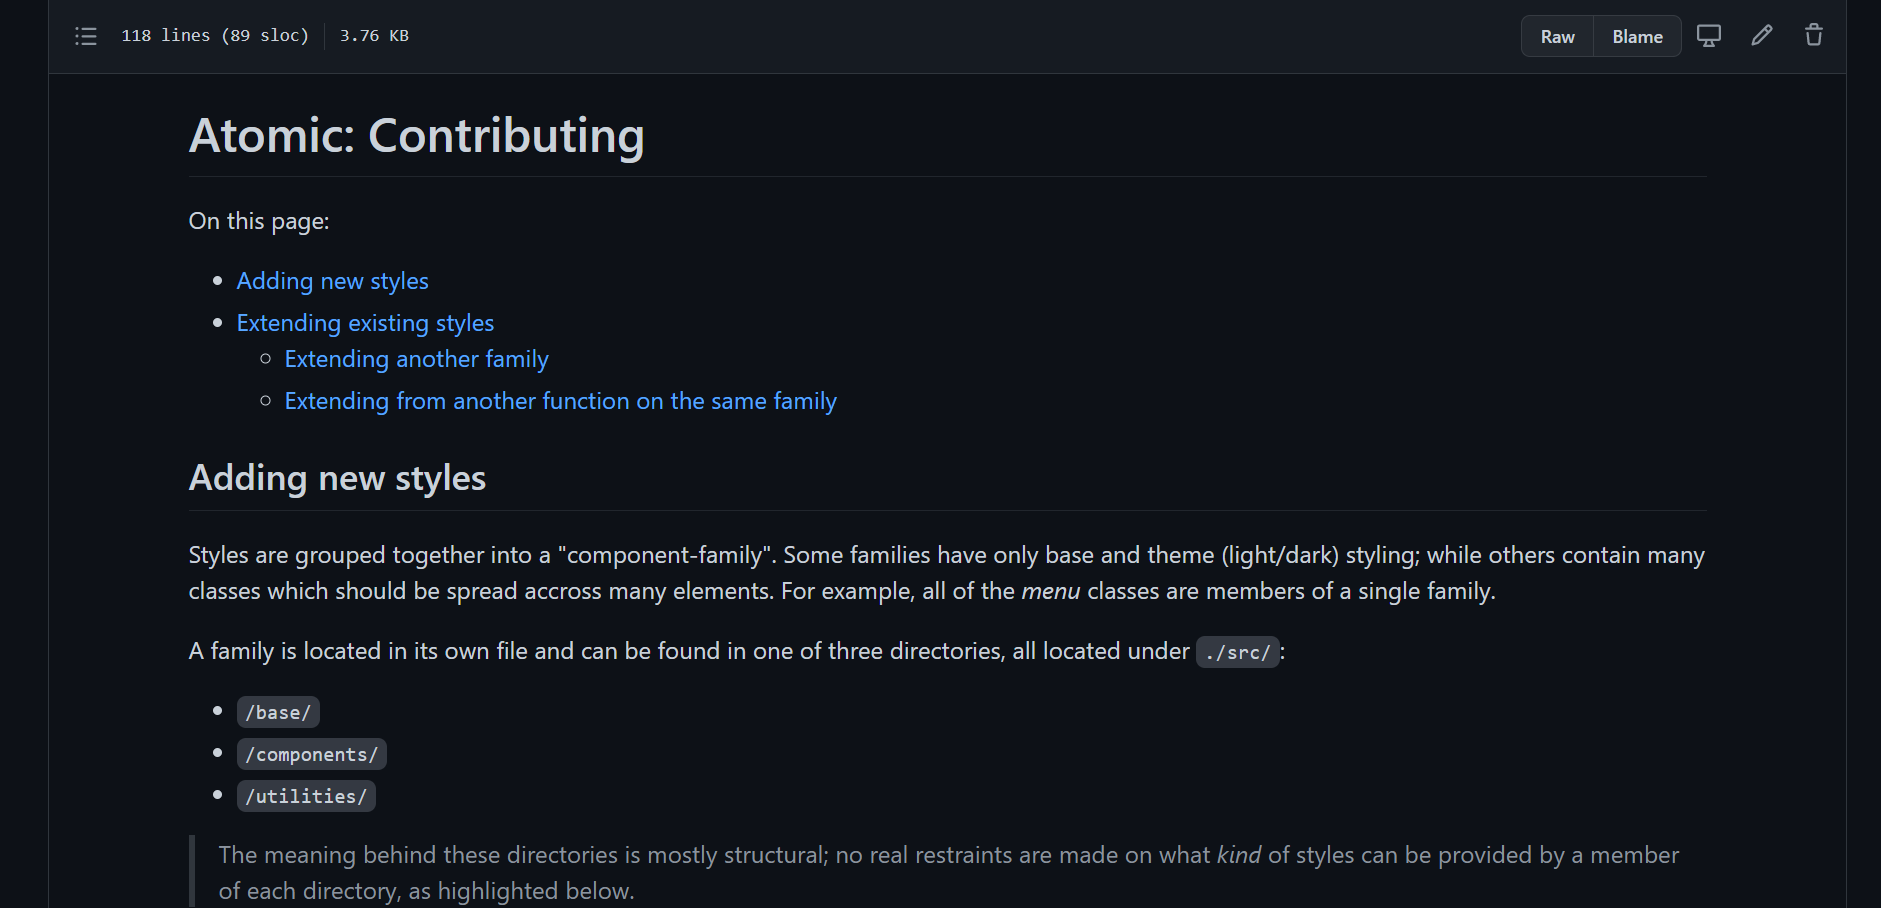 118 lines (89 sloc) 3.76 KB Raw Blame
Atomic: Contributing
On this page:
Adding new styles
Extending existing styles
Extending another family
Extending from another function on the same family
Adding new styles
Styles are grouped together into a "component-family". Some families have only base and theme (light/dark) styling; while others contain many
classes which should be spread accross many elements. For example, all of the menu classes are members of a single family.
A family is located in its own file and can be found in one of three directories, all located under ./src/:
/base/
/components/
/utilities/
The meaning behind these directories is mostly structural; no real restraints are made on what kind of styles can be provided by a member
of each directory, as highlighted below.